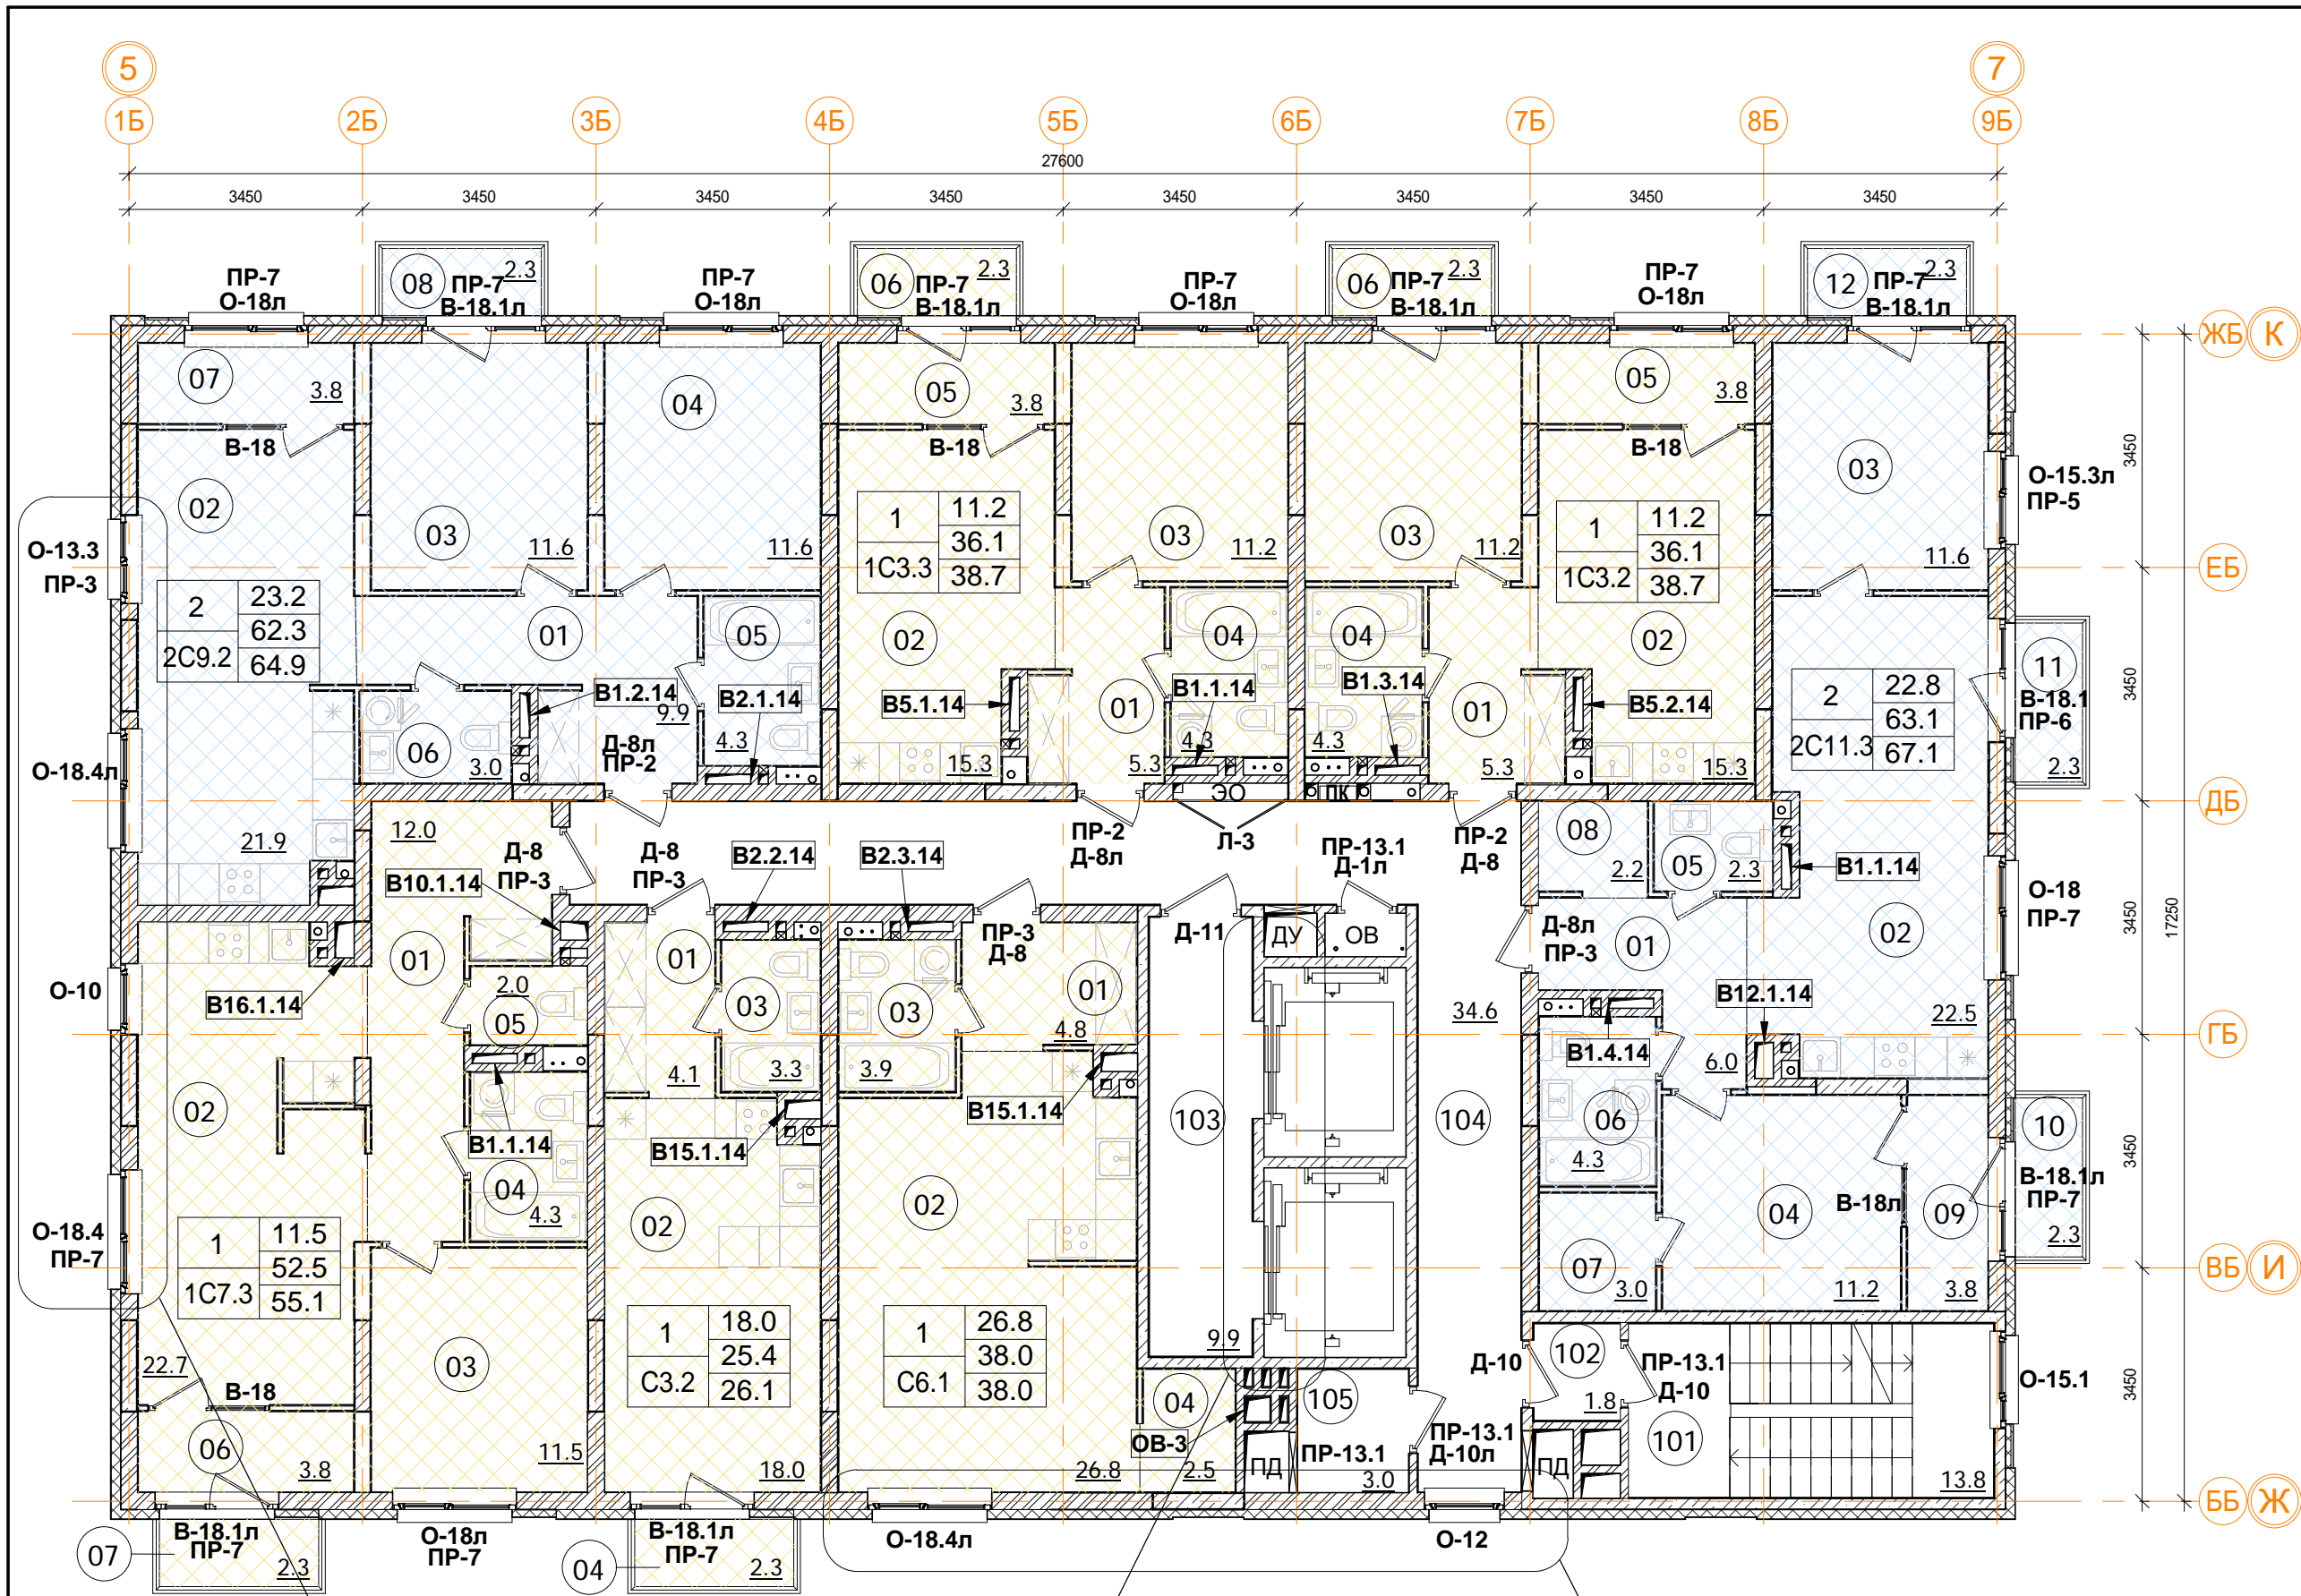 5
7
1Б
2Б
3Б
4Б
5Б
6Б
7Б
8Б
9Б
27600
3450
3450
3450
3450
3450
3450
3450
3450
ПР-7
О-18л
08
ПР-7
2.3
В-18.1л
ПР-7
О-18л
06
ПР-7
2.3
В-18.1л
ПР-7
О-18л
06
ПР-7
2.3
В-18.1л
ПР-7
О-18л
12
ПР-7
2.3
В-18.1л
ЖБ
К
07
3.8
В-18
02
03
11.6
04
11.6
05
3.8
В-18
03
11.2
03
11.2
05
3.8
В-18
03
11.6
О-15.3л
ПР-5
3450
О-13.3
ПР-3
2
23.2
62.3
2С9.2
64.9
1
11.2
36.1
1С3.3
38.7
1
11.2
36.1
1С3.2
38.7
ЕБ
01
05
02
04
04
02
2
22.8
63.1
2С11.3
67.1
11
В-18.1
ПР-6
2.3
3450
В1.2.14
9.9
В2.1.14
4.3
В5.1.14
01
В1.1.14
4.3
В1.3.14
4.3
01
В5.2.14
06
3.0
Д-8л
ПР-2
15.3
5.3
5.3
15.3
О-18.4л
21.9
ЭО
ПК
ДБ
12.0
Д-8
ПР-3
Д-8
ПР-3
В2.2.14
В2.3.14
ПР-2
Д-8л
Л-3
ПР-13.1
Д-1л
ПР-2
Д-8
08
2.2
05
2.3
В1.1.14
О-18
ПР-7
3450
17250
В10.1.14
01
01
ПР-3
Д-8
Д-11
ДУ
ОВ
Д-8л
ПР-3
01
02
О-10
В16.1.14
2.0
05
03
03
01
4.8
34.6
В12.1.14
22.5
ГБ
02
В1.1.14
04
4.3
4.1
3.3
3.9
В15.1.14
В15.1.14
103
104
В1.4.14
6.0
06
4.3
10
В-18.1л
ПР-7
2.3
3450
О-18.4
ПР-7
1
11.5
52.5
1С7.3
55.1
02
02
04
В-18л
09
07
3.0
11.2
3.8
ВБ
И
1
18.0
25.4
С3.2
26.1
1
26.8
38.0
С6.1
38.0
9.9
22.7
В-18
03
04
105
Д-10
102
1.8
ПР-13.1
Д-10
О-15.1
3450
06
3.8
11.5
18.0
26.8
2.5
ОВ-3
ПД
ПР-13.1
3.0
ПР-13.1
Д-10л
ПД
101
13.8
ББ
Ж
07
В-18.1л
ПР-7
2.3
О-18л
ПР-7
04
В-18.1л
ПР-7
2.3
О-18.4л
О-12